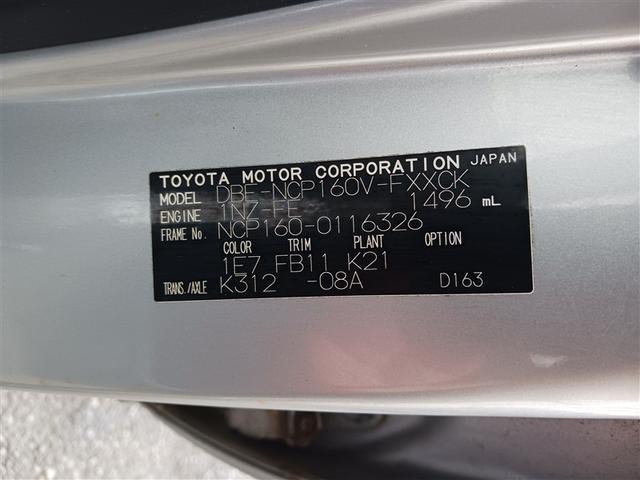 TOYOTA MOTOR CORPORATION JAPAN
MODEL DBE-NCP160V-FXXCK
ENGINE 1NZ-FE 1496 mL
FRAME No. NCP160-0116326
COLOR TRIM PLANT OPTION
1E7 FB11 K21
TRANS./AXLE K312 -08A D163